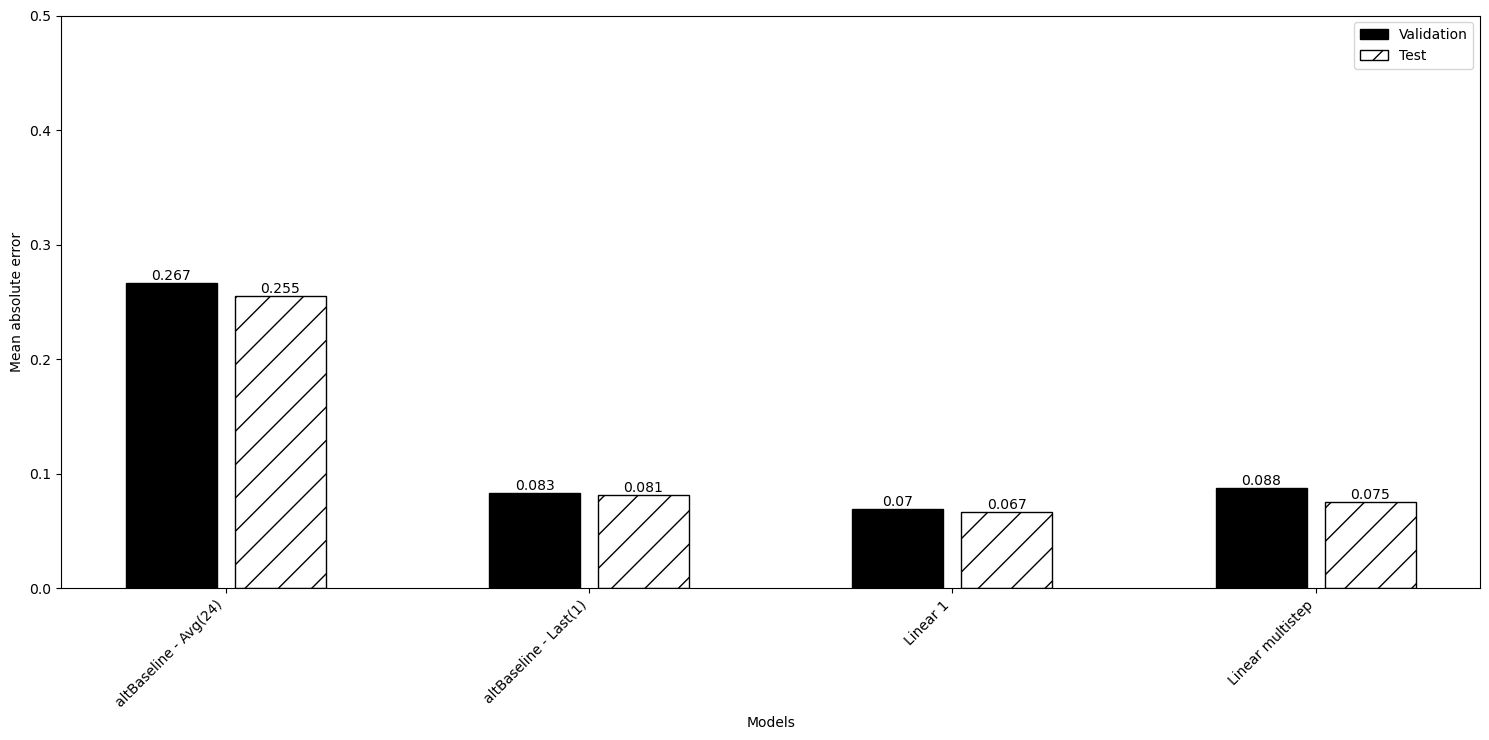 0.5
Validation
Test
0.4
0.3
0.2
0.1
0.0
Mean absolute error
0.267
0.255
0.083
0.081
0.07
0.067
0.088
0.075
altBaseline - Avg(24)
altBaseline - Last(1)
Linear 1
Linear multistep
Models